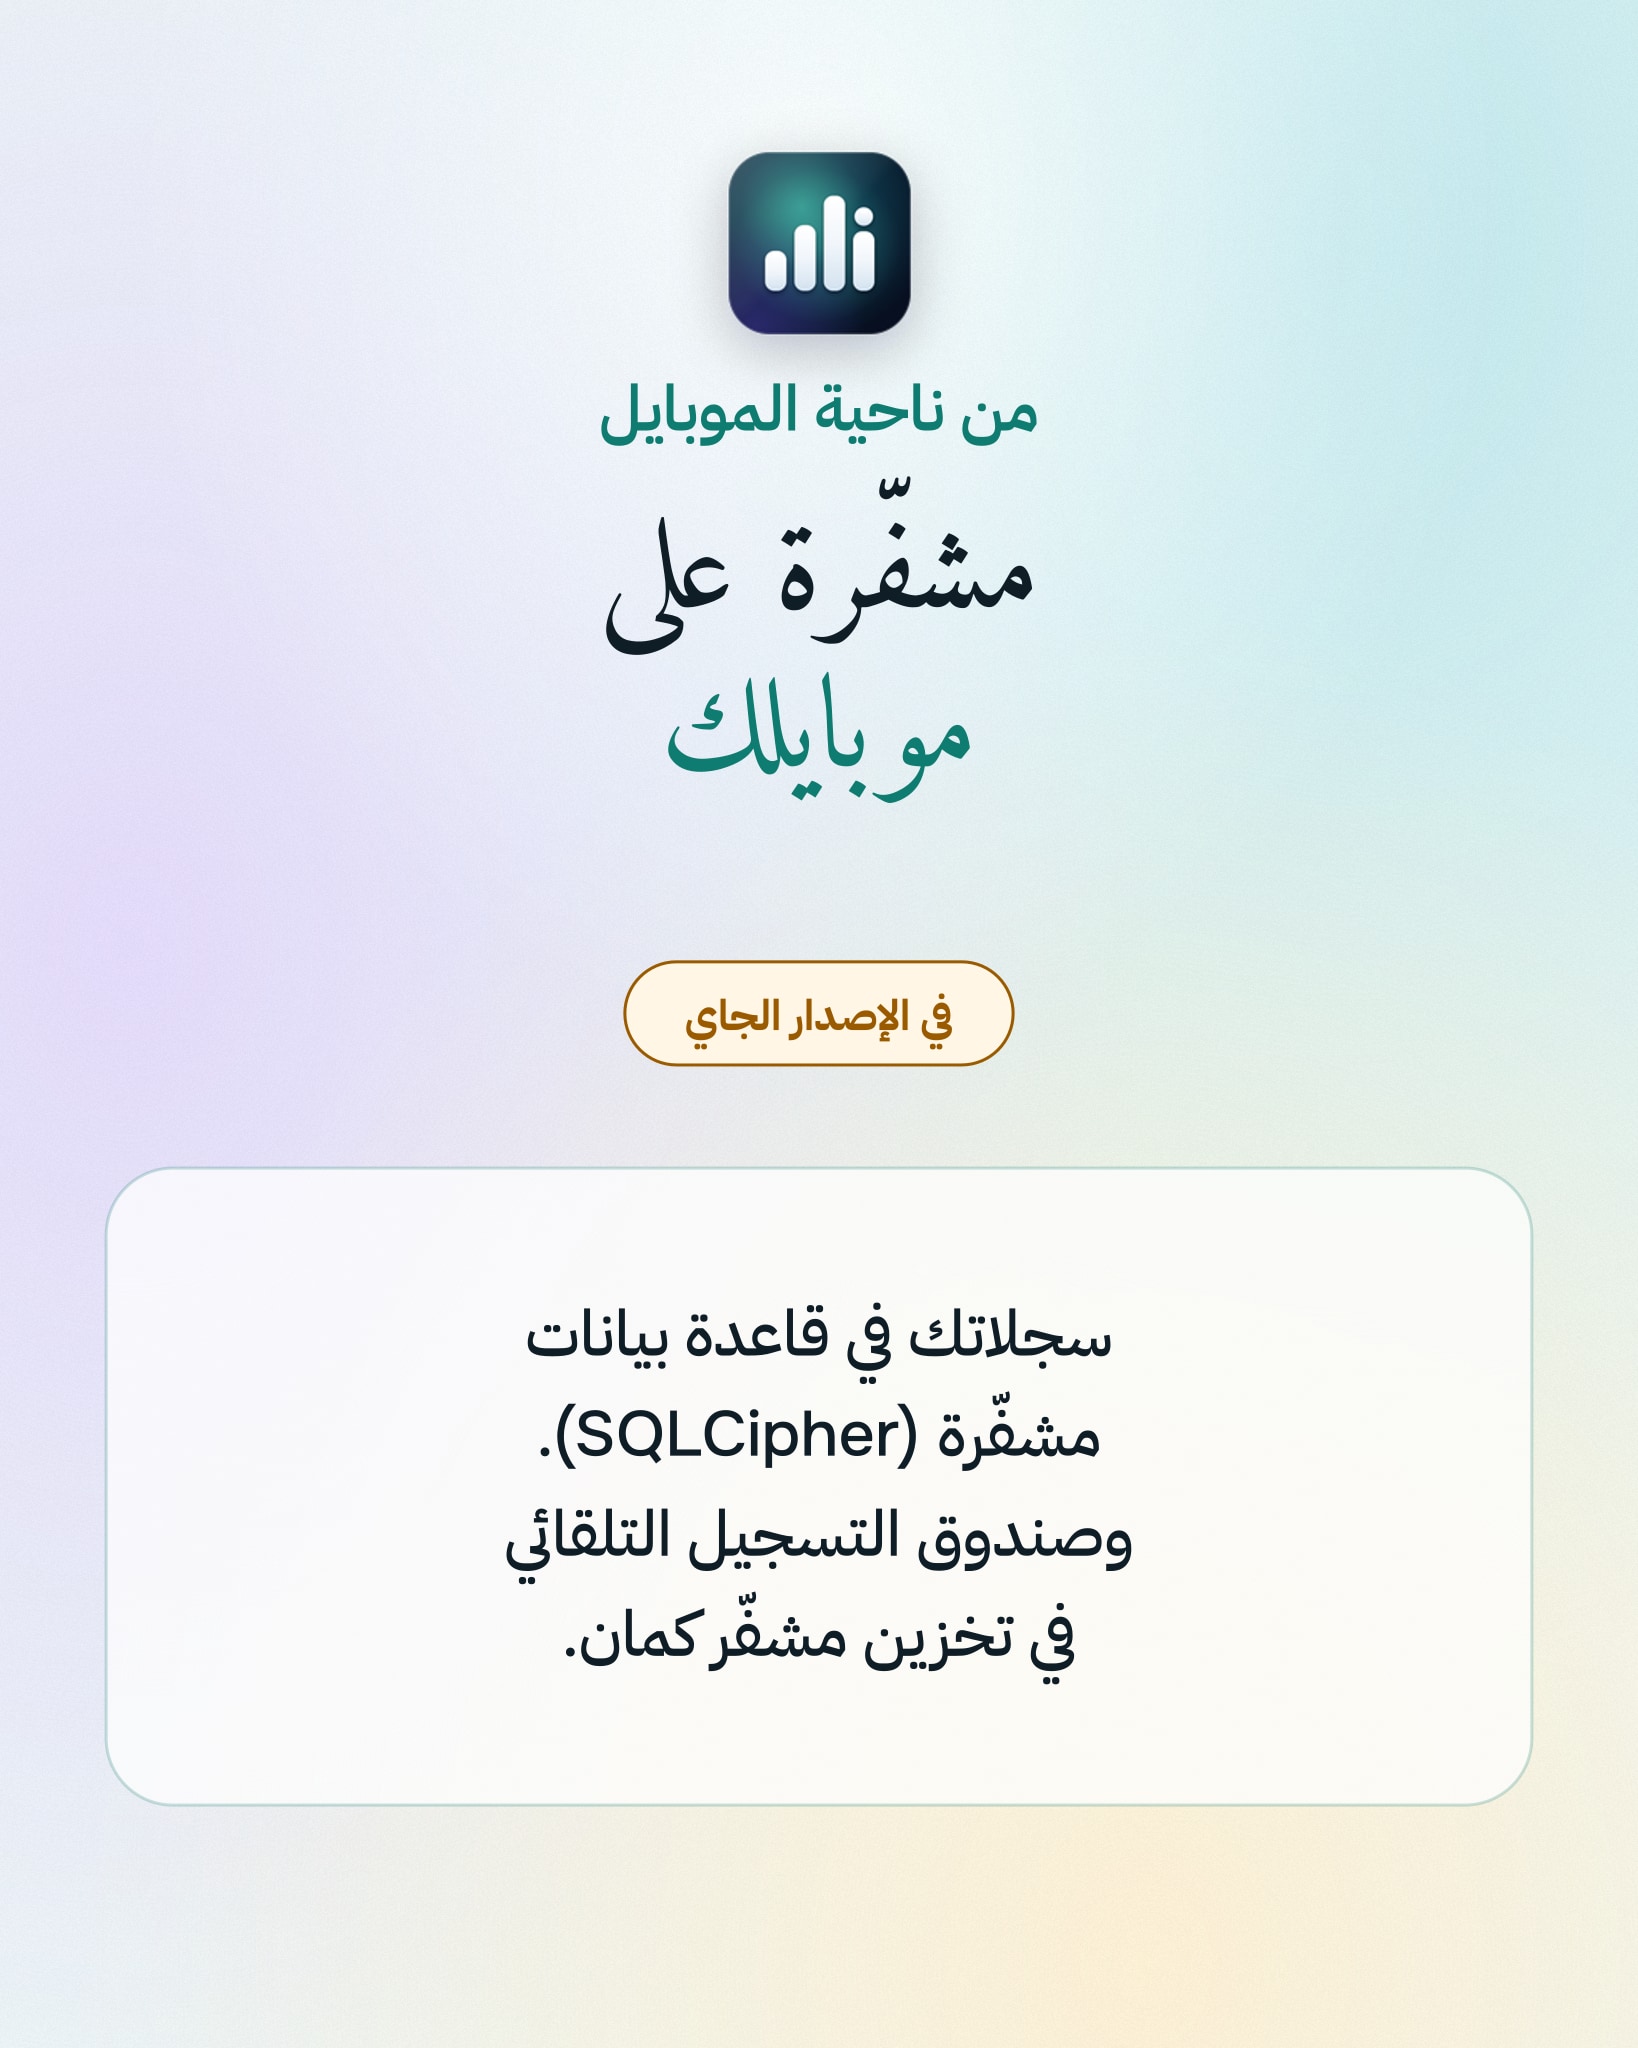 من ناحية الموبايل
مشفّرة على
موبايلك
في الإصدار الجاي
سجلاتك في قاعدة بيانات
مشفّرة (SQLCipher).
وصندوق التسجيل التلقائي
في تخزين مشفّر كمان.